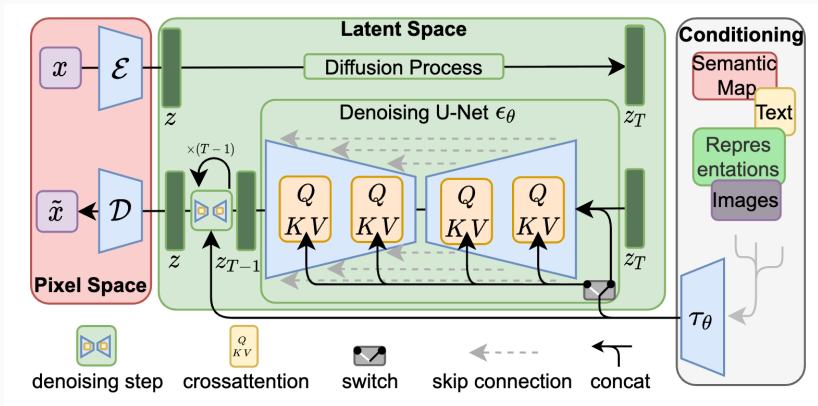 Latent Space
Conditioning
x
ℰ
Diffusion Process
Semantic
Map
Text
z
z_T
Denoising U-Net ϵ_θ
×(T−1)
Repres
entations
Images
Q
KV
Q
KV
Q
KV
Q
KV
x̃
𝒟
z
z_{T−1}
z_T
Pixel Space
τ_θ
Q
KV
denoising step
crossattention
switch
skip connection
concat